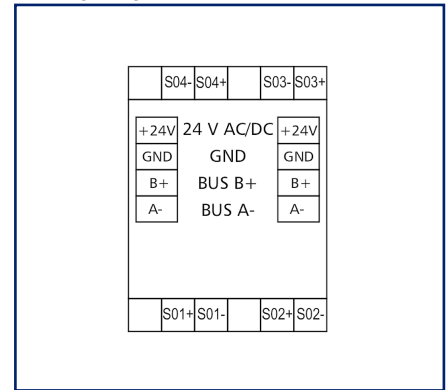 S04- S04+ S03- S03+
+24V 24 V AC/DC +24V
GND GND GND
B+ BUS B+ B+
A- BUS A- A-
S01+ S01- S02+ S02-